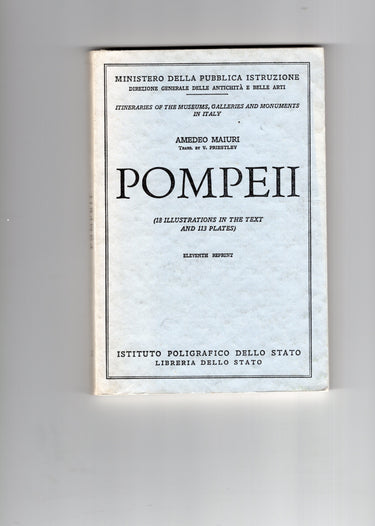 MINISTERO DELLA PUBBLICA ISTRUZIONE
DIREZIONE GENERALE DELLE ANTICHITÀ E BELLE ARTI
ITINERARIES OF THE MUSEUMS, GALLERIES AND MONUMENTS
IN ITALY
AMEDEO MAIURI
TRANS. BY V. PRIESTLEY
POMPEII
(18 ILLUSTRATIONS IN THE TEXT
AND 113 PLATES)
ELEVENTH REPRINT
ISTITUTO POLIGRAFICO DELLO STATO
LIBRERIA DELLO STATO
POMPEII